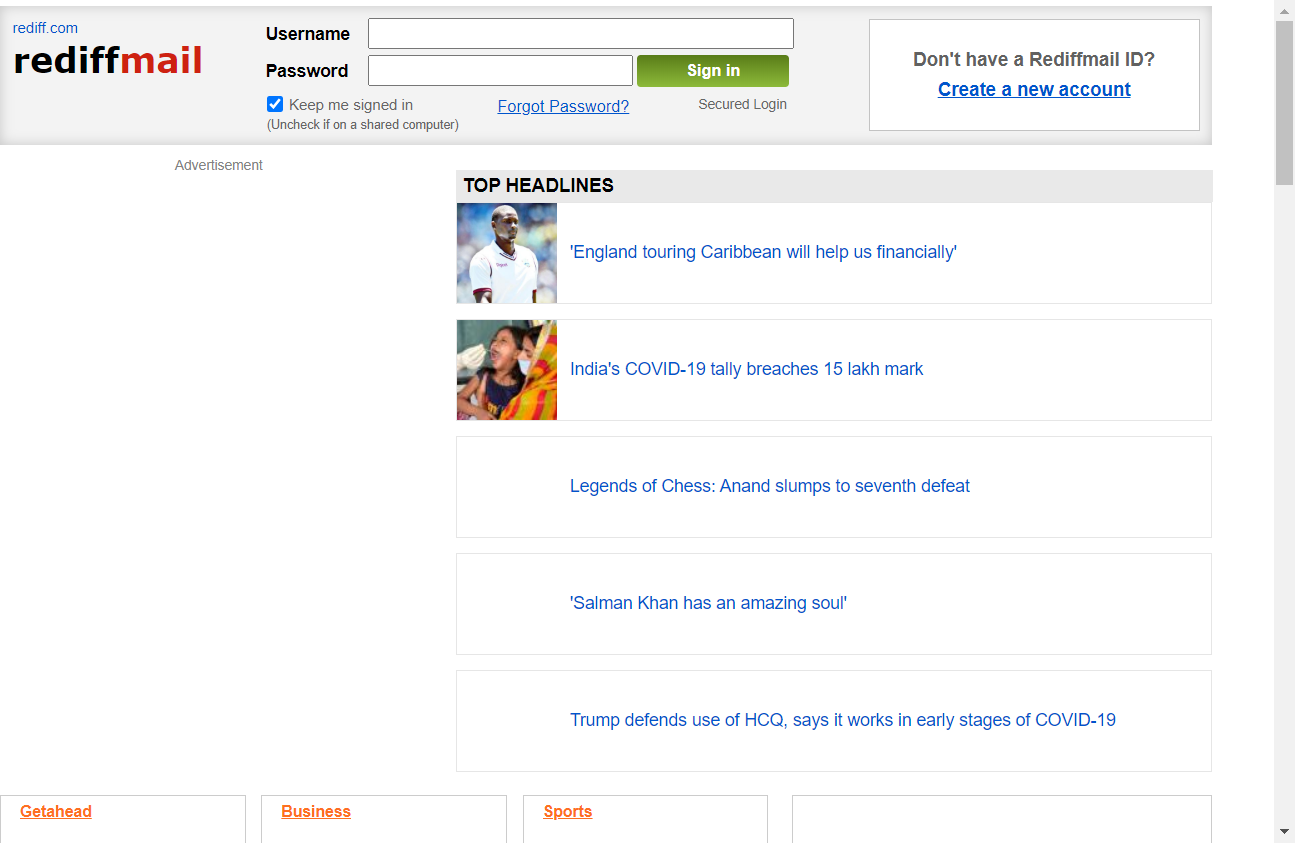 rediff.com
rediffmail
Username
Password
Sign in
Keep me signed in
(Uncheck if on a shared computer)
Forgot Password?
Secured Login
Don't have a Rediffmail ID?
Create a new account
Advertisement
TOP HEADLINES
'England touring Caribbean will help us financially'
India's COVID-19 tally breaches 15 lakh mark
Legends of Chess: Anand slumps to seventh defeat
'Salman Khan has an amazing soul'
Trump defends use of HCQ, says it works in early stages of COVID-19
Getahead
Business
Sports